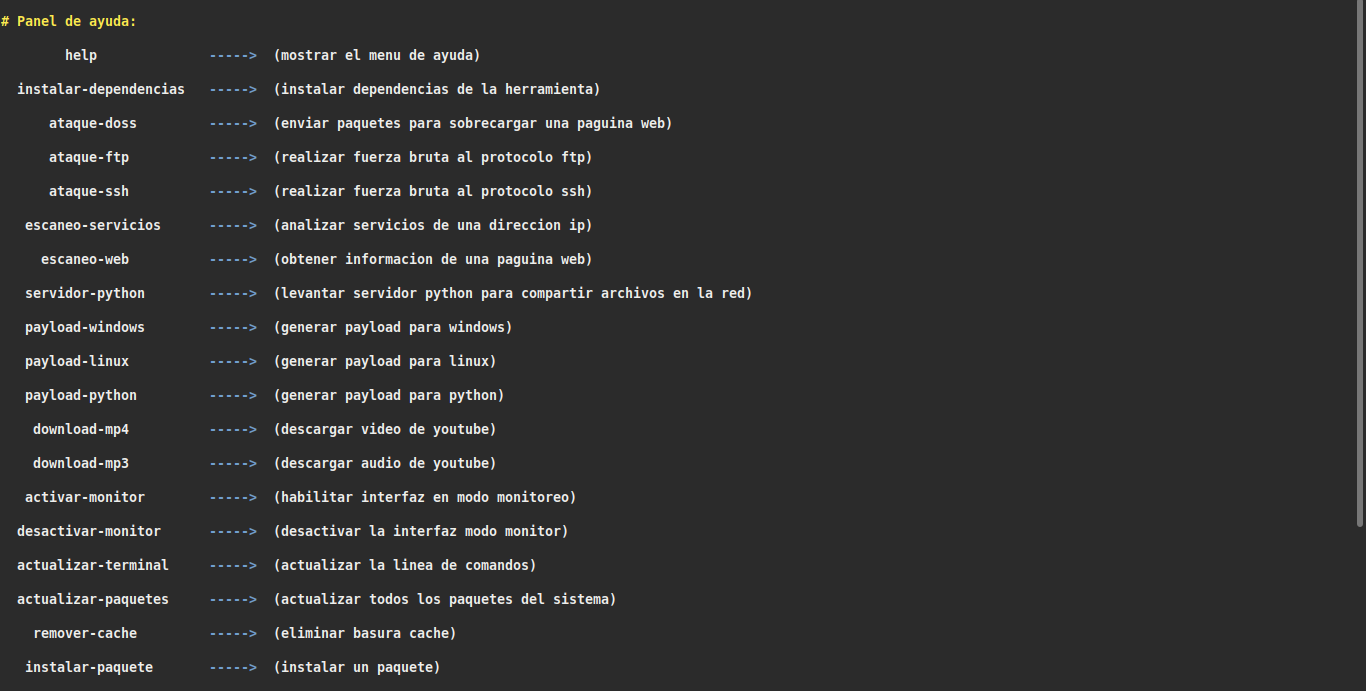 # Panel de ayuda:
help -----> (mostrar el menu de ayuda)
instalar-dependencias -----> (instalar dependencias de la herramienta)
ataque-doss -----> (enviar paquetes para sobrecargar una paguina web)
ataque-ftp -----> (realizar fuerza bruta al protocolo ftp)
ataque-ssh -----> (realizar fuerza bruta al protocolo ssh)
escaneo-servicios -----> (analizar servicios de una direccion ip)
escaneo-web -----> (obtener informacion de una paguina web)
servidor-python -----> (levantar servidor python para compartir archivos en la red)
payload-windows -----> (generar payload para windows)
payload-linux -----> (generar payload para linux)
payload-python -----> (generar payload para python)
download-mp4 -----> (descargar video de youtube)
download-mp3 -----> (descargar audio de youtube)
activar-monitor -----> (habilitar interfaz en modo monitoreo)
desactivar-monitor -----> (desactivar la interfaz modo monitor)
actualizar-terminal -----> (actualizar la linea de comandos)
actualizar-paquetes -----> (actualizar todos los paquetes del sistema)
remover-cache -----> (eliminar basura cache)
instalar-paquete -----> (instalar un paquete)